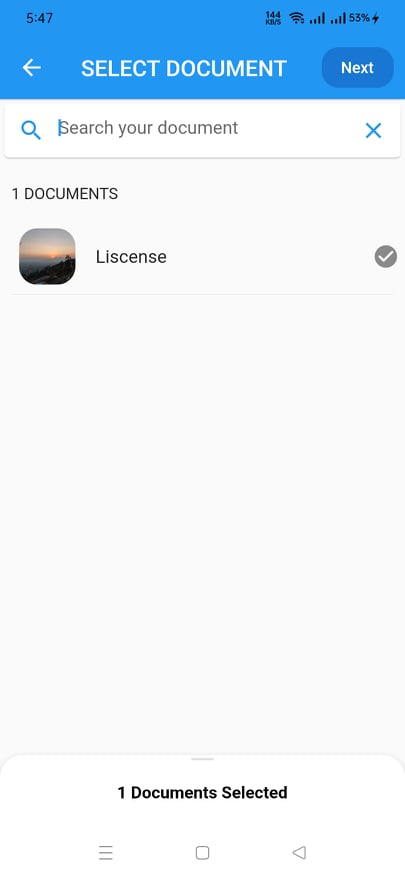 5:47 144 KB/S 53%
SELECT DOCUMENT Next
Search your document
1 DOCUMENTS
Liscense
1 Documents Selected